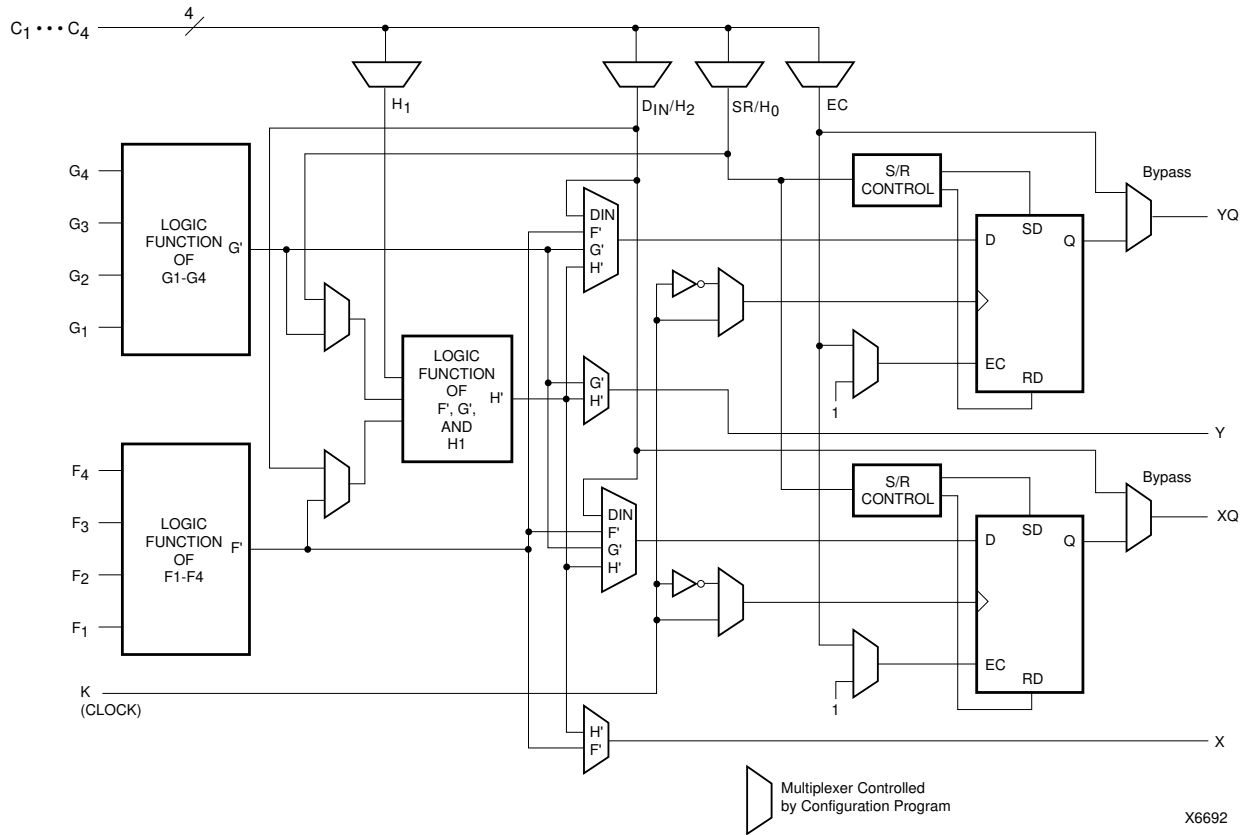 C1 • • • C4
4
H1
DIN/H2
SR/H0
EC
G4
G3
G2
G1
LOGIC
FUNCTION
OF
G1-G4
G'
DIN
F'
G'
H'
S/R
CONTROL
Bypass
D
SD
Q
YQ
EC
RD
1
LOGIC
FUNCTION
OF
F', G',
AND
H1
H'
G'
H'
Y
F4
F3
F2
F1
LOGIC
FUNCTION
OF
F1-F4
F'
DIN
F'
G'
H'
S/R
CONTROL
Bypass
D
SD
Q
XQ
EC
RD
1
K
(CLOCK)
H'
F'
X
Multiplexer Controlled
by Configuration Program
X6692